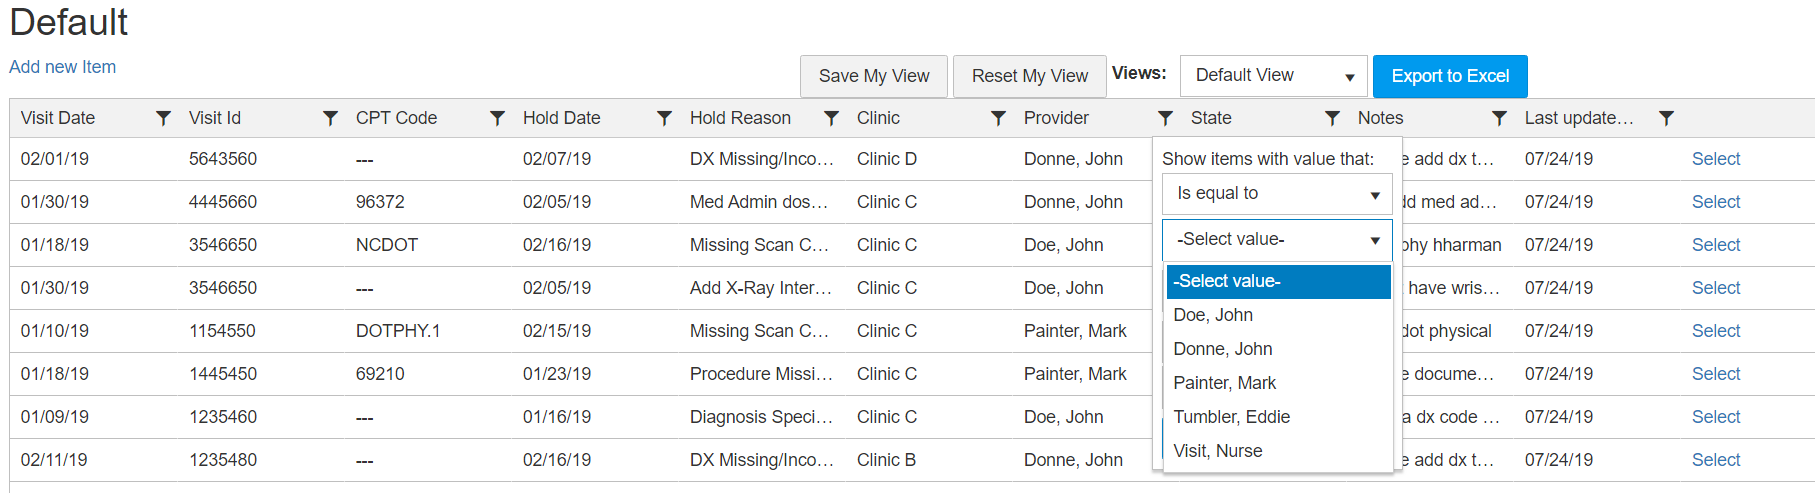 Default
Add new Item
Save My View Reset My View Views: Default View Export to Excel
Visit Date Visit Id CPT Code Hold Date Hold Reason Clinic Provider State Notes Last update…
02/01/19 5643560 --- 02/07/19 DX Missing/Inco… Clinic D Donne, John e add dx t… 07/24/19 Select
01/30/19 4445660 96372 02/05/19 Med Admin dos… Clinic C Donne, John dd med ad… 07/24/19 Select
01/18/19 3546650 NCDOT 02/16/19 Missing Scan C… Clinic C Doe, John phy hharman 07/24/19 Select
01/30/19 3546650 --- 02/05/19 Add X-Ray Inter… Clinic C Doe, John have wris… 07/24/19 Select
01/10/19 1154550 DOTPHY.1 02/15/19 Missing Scan C… Clinic C Painter, Mark dot physical 07/24/19 Select
01/18/19 1445450 69210 01/23/19 Procedure Missi… Clinic C Painter, Mark e docume… 07/24/19 Select
01/09/19 1235460 --- 01/16/19 Diagnosis Speci… Clinic C Doe, John a dx code … 07/24/19 Select
02/11/19 1235480 --- 02/16/19 DX Missing/Inco… Clinic B Donne, John e add dx t… 07/24/19 Select
Show items with value that:
Is equal to
-Select value-
-Select value-
Doe, John
Donne, John
Painter, Mark
Tumbler, Eddie
Visit, Nurse